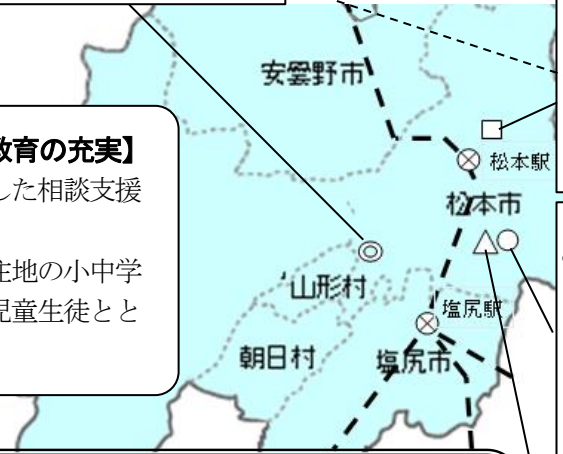 安曇野市
教育の充実】
した相談支援
在地の小中学
児童生徒とと
松本駅
松本市
山形村
塩尻駅
朝日村
塩尻市